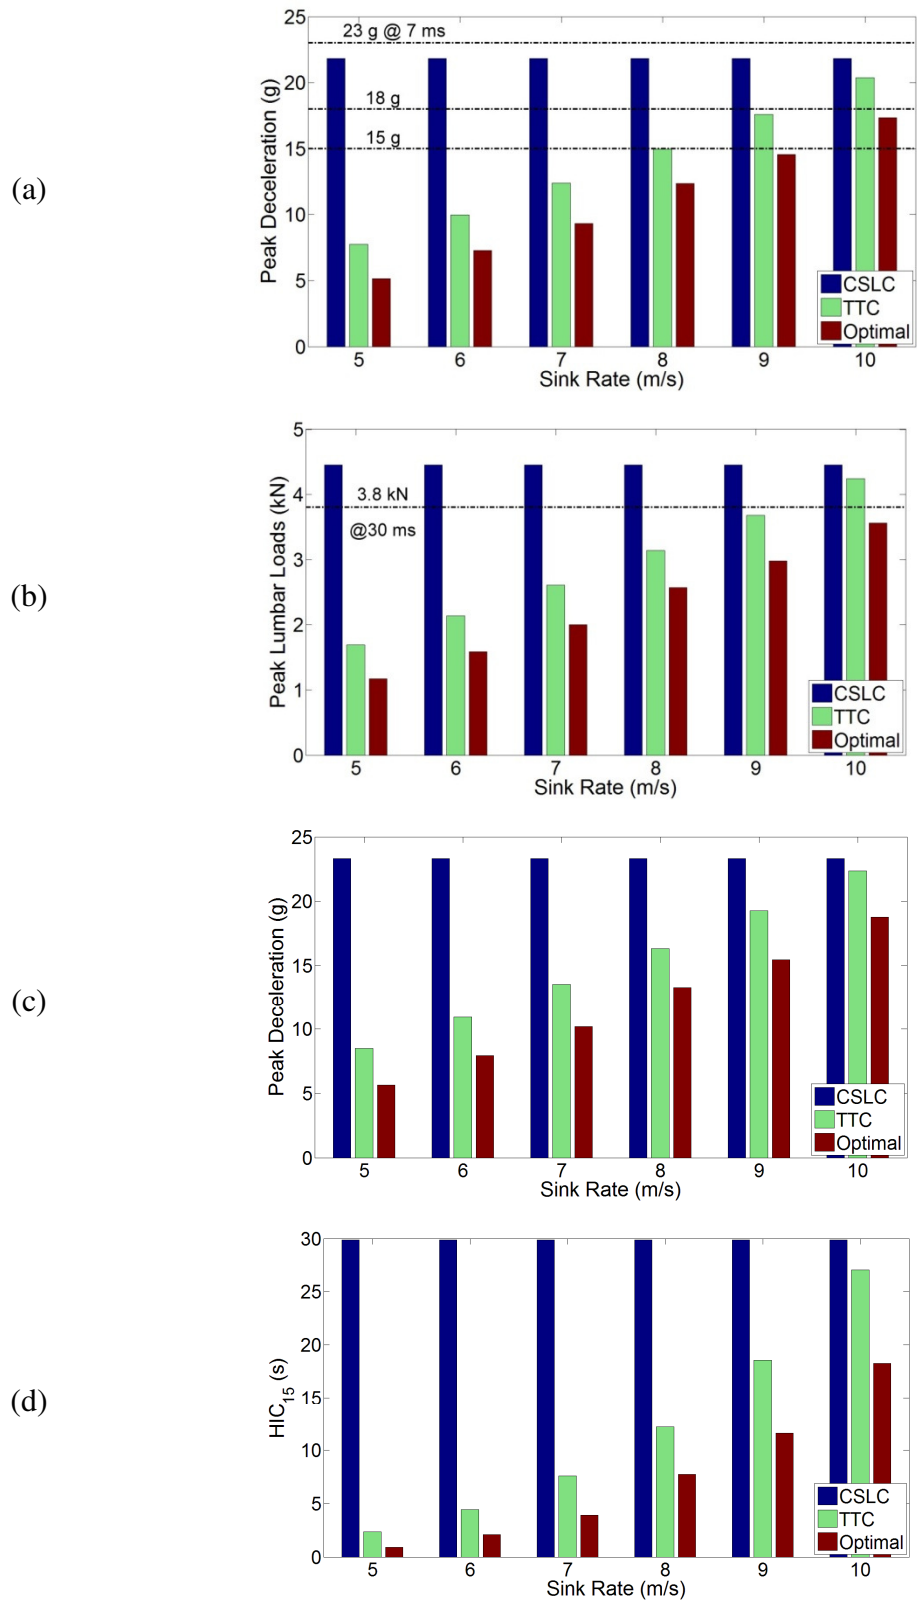 (a)
Peak Deceleration (g)
25
20
15
10
5
0
23 g @ 7 ms
18 g
15 g
CSLC
TTC
Optimal
5 6 7 8 9 10
Sink Rate (m/s)
(b)
Peak Lumbar Loads (kN)
5
4
3
2
1
0
3.8 kN
@30 ms
CSLC
TTC
Optimal
5 6 7 8 9 10
Sink Rate (m/s)
(c)
Peak Deceleration (g)
25
20
15
10
5
0
CSLC
TTC
Optimal
5 6 7 8 9 10
Sink Rate (m/s)
(d)
HIC15 (s)
30
25
20
15
10
5
0
CSLC
TTC
Optimal
5 6 7 8 9 10
Sink Rate (m/s)